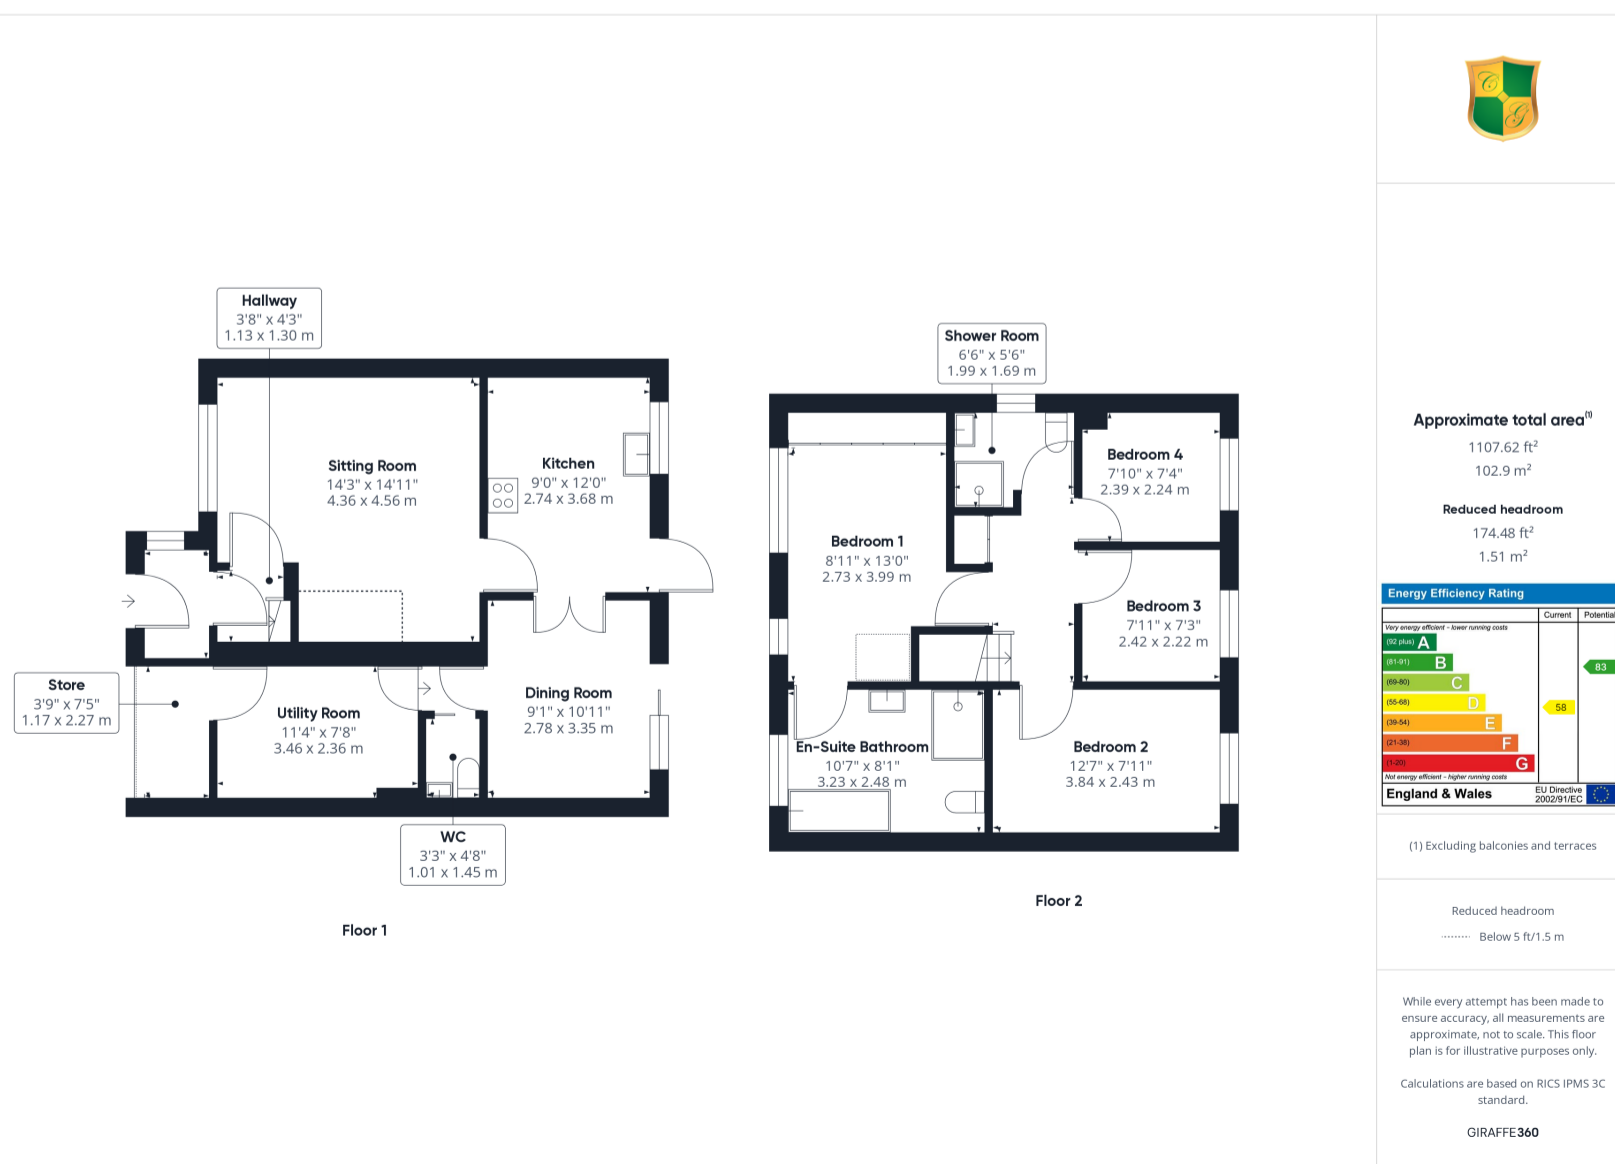 Hallway
3'8" x 4'3"
1.13 x 1.30 m
Sitting Room
14'3" x 14'11"
4.36 x 4.56 m
Kitchen
9'0" x 12'0"
2.74 x 3.68 m
Store
3'9" x 7'5"
1.17 x 2.27 m
Utility Room
11'4" x 7'8"
3.46 x 2.36 m
Dining Room
9'1" x 10'11"
2.78 x 3.35 m
WC
3'3" x 4'8"
1.01 x 1.45 m
Floor 1
Shower Room
6'6" x 5'6"
1.99 x 1.69 m
Bedroom 4
7'10" x 7'4"
2.39 x 2.24 m
Bedroom 1
8'11" x 13'0"
2.73 x 3.99 m
Bedroom 3
7'11" x 7'3"
2.42 x 2.22 m
En-Suite Bathroom
10'7" x 8'1"
3.23 x 2.48 m
Bedroom 2
12'7" x 7'11"
3.84 x 2.43 m
Floor 2
C
G
Approximate total area(1)
1107.62 ft²
102.9 m²
Reduced headroom
174.48 ft²
1.51 m²
Energy Efficiency Rating
Current Potential
Very energy efficient - lower running costs
(92 plus) A
(81-91) B
83
(69-80) C
(55-68) D
58
(39-54) E
(21-38) F
(1-20) G
Not energy efficient - higher running costs
England & Wales
EU Directive
2002/91/EC
(1) Excluding balconies and terraces
Reduced headroom
Below 5 ft/1.5 m
While every attempt has been made to
ensure accuracy, all measurements are
approximate, not to scale. This floor
plan is for illustrative purposes only.
Calculations are based on RICS IPMS 3C
standard.
GIRAFFE360